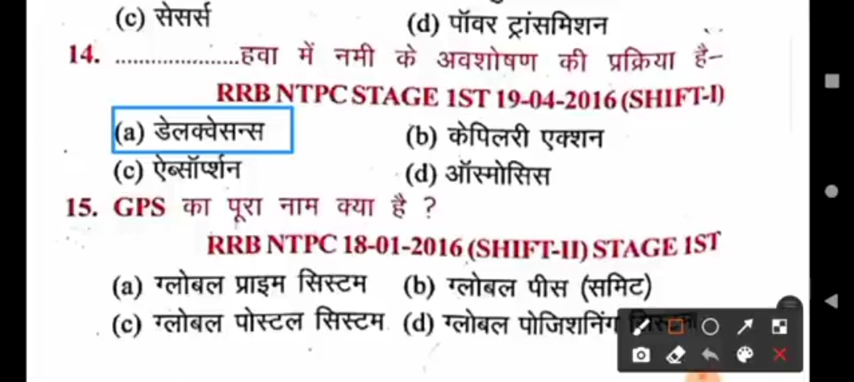 (c) सेसर्स
(d) पॉवर ट्रांसमिशन
14. ....................हवा में नमी के अवशोषण की प्रक्रिया है–
RRB NTPC STAGE 1ST 19-04-2016 (SHIFT-I)
(a) डेलक्वेसन्स
(b) केपिलरी एक्शन
(c) ऐब्सॉर्प्शन
(d) ऑस्मोसिस
15. GPS का पूरा नाम क्या है ?
RRB NTPC 18-01-2016 (SHIFT-II) STAGE 1ST
(a) ग्लोबल प्राइम सिस्टम
(b) ग्लोबल पीस (समिट)
(c) ग्लोबल पोस्टल सिस्टम
(d) ग्लोबल पोजिशनिंग